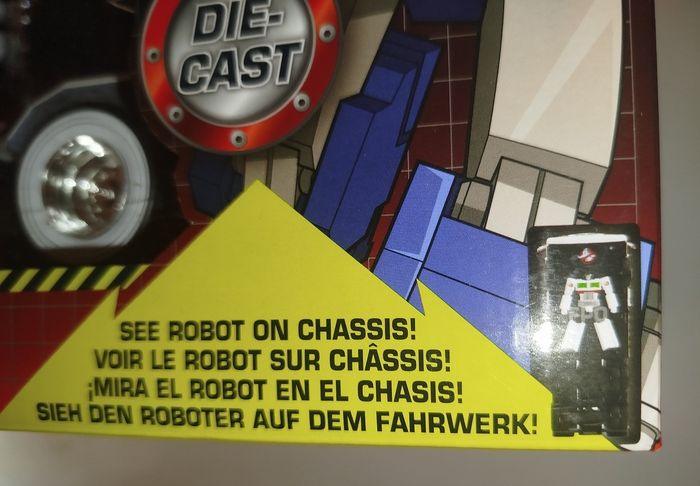 DIE-
CAST
SEE ROBOT ON CHASSIS!
VOIR LE ROBOT SUR CHÂSSIS!
¡MIRA EL ROBOT EN EL CHASIS!
SIEH DEN ROBOTER AUF DEM FAHRWERK!